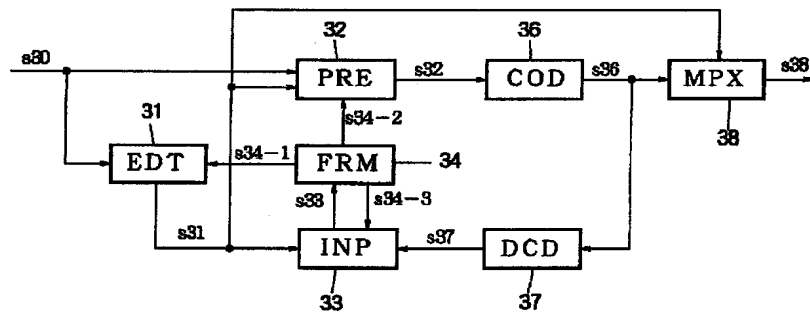 32
36
s30
PRE
s32
COD
s36
MPX
s38
31
s34-2
38
EDT
s34-1
FRM
34
s33
s34-3
s31
INP
s37
DCD
33
37